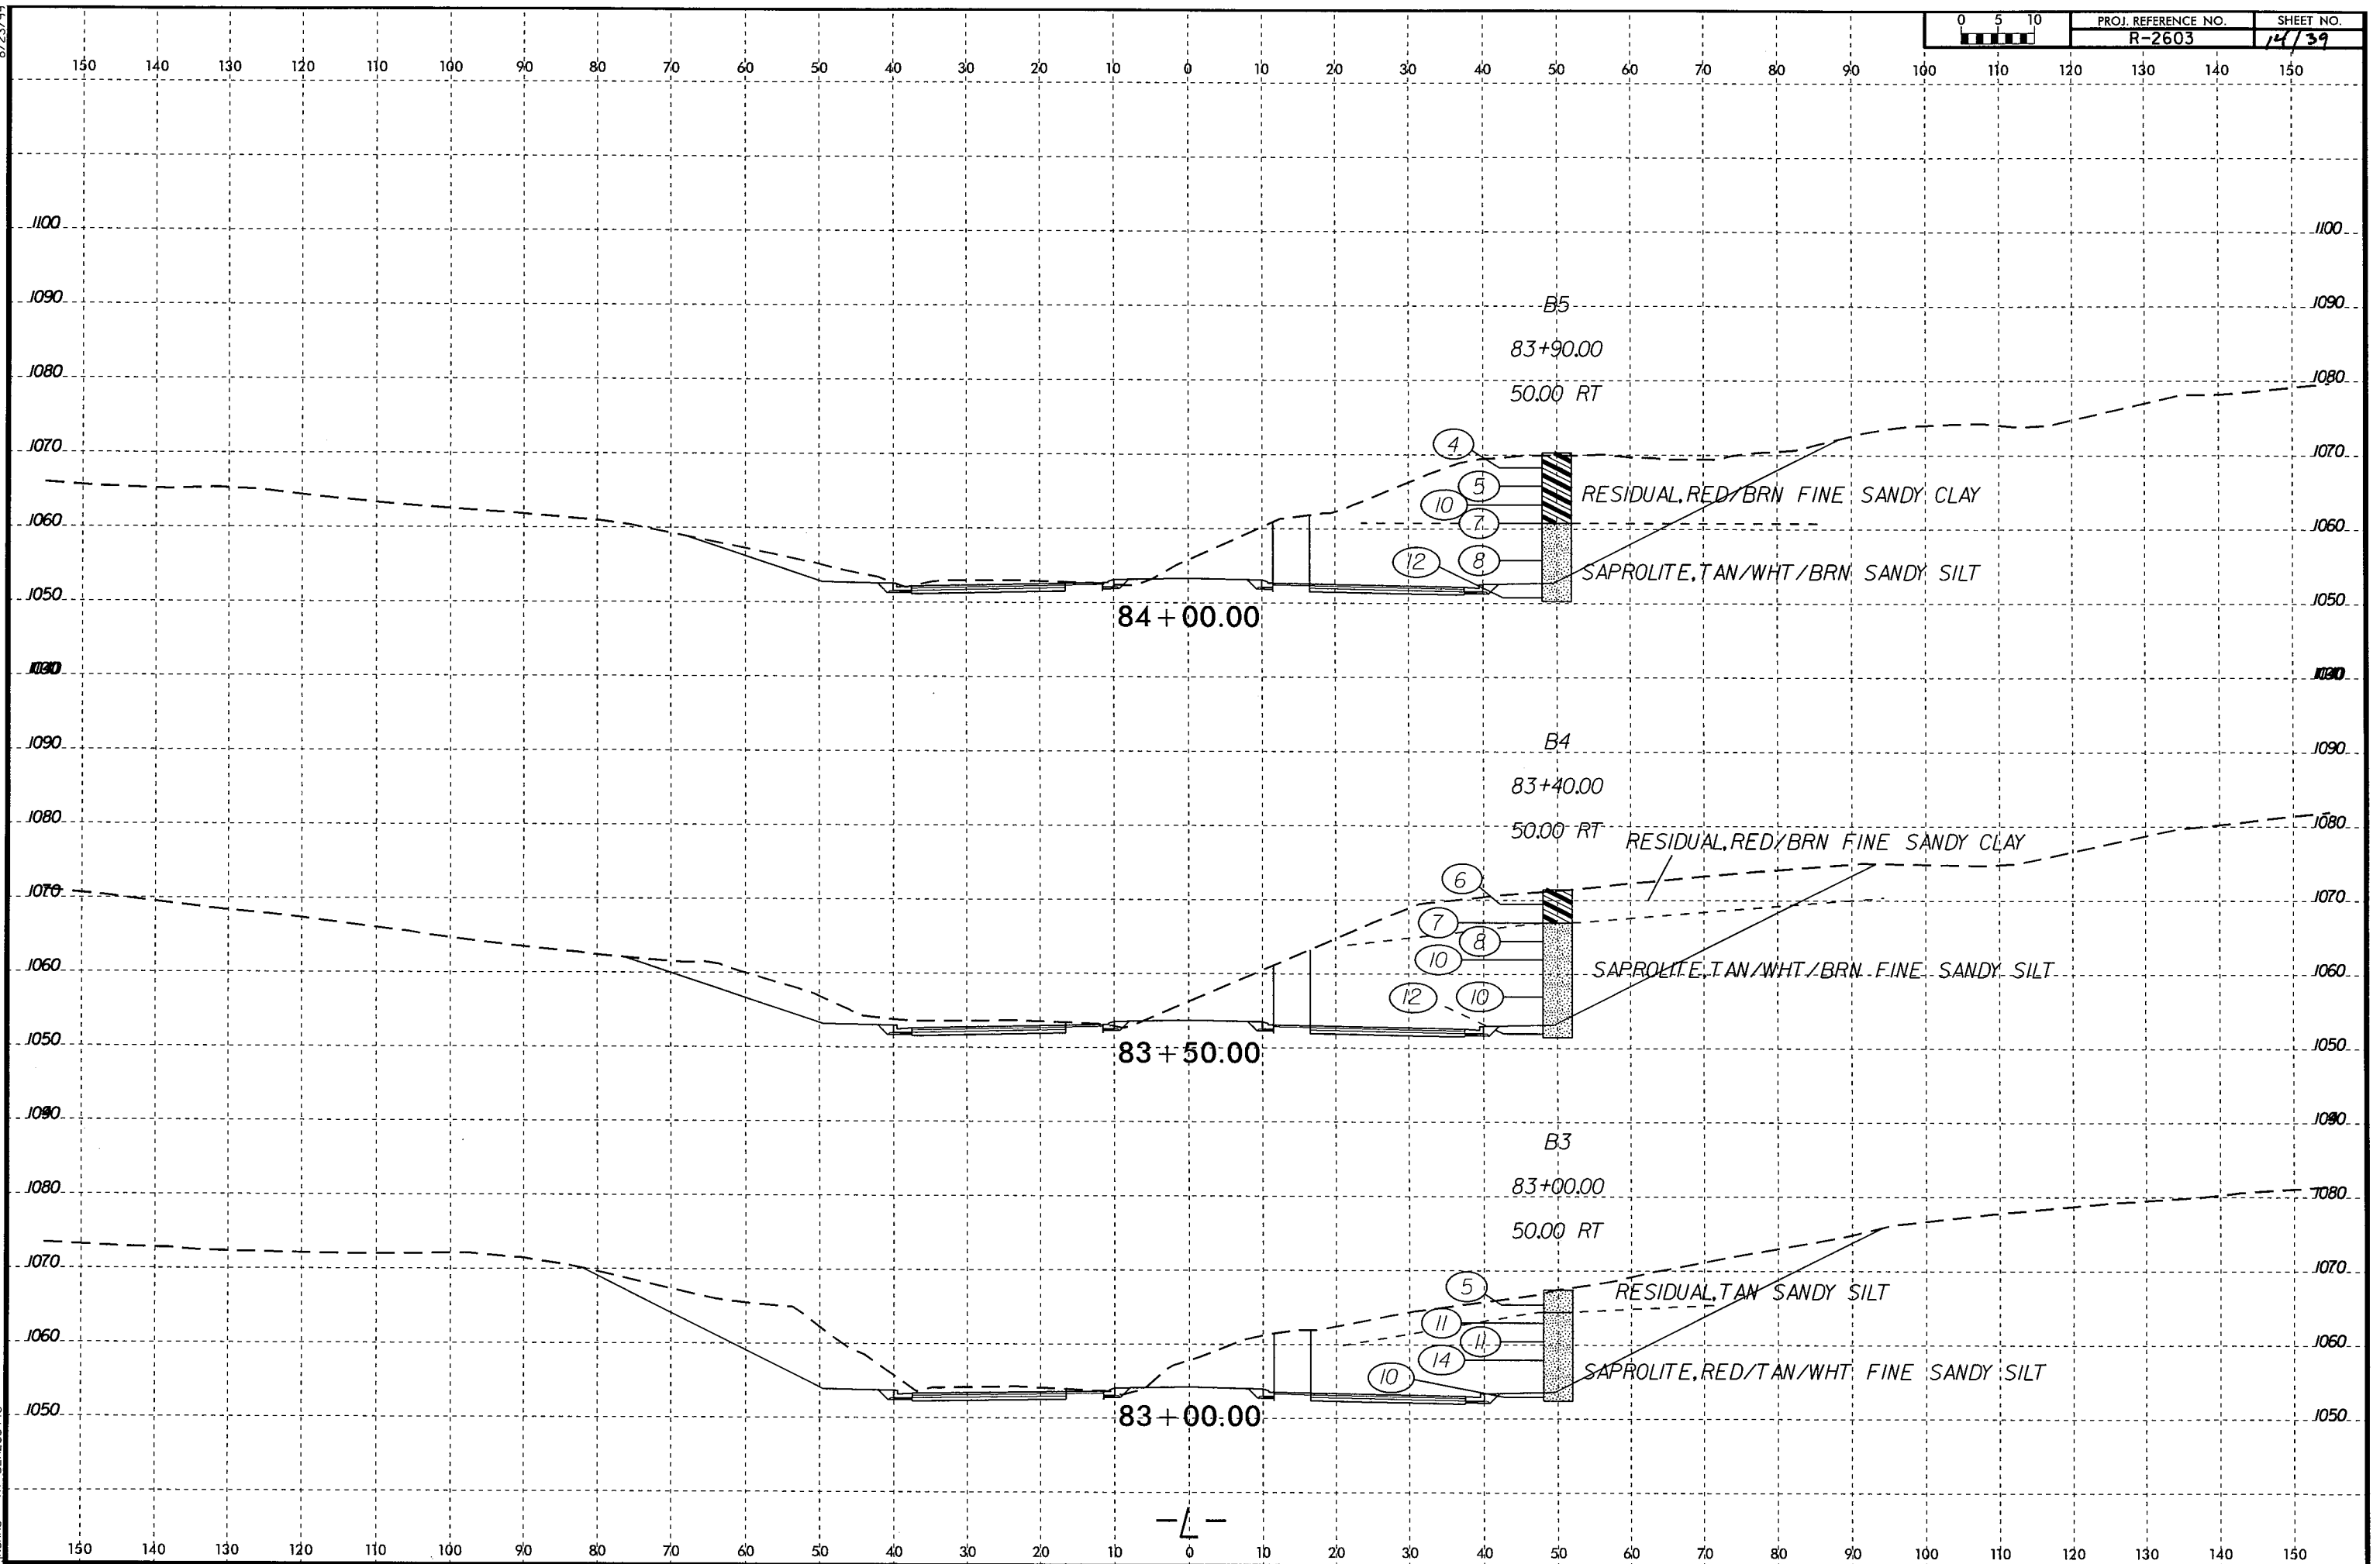 0 5 10
PROJ. REFERENCE NO. SHEET NO.
R-2603 14/39
150 140 130 120 110 100 90 80 70 60 50 40 30 20 10 0 10 20 30 40 50 60 70 80 90 100 110 120 130 140 150
1100 1100
1090 B5 1090
83+90.00
1080 1080
50.00 RT
1070 4 1070
5 RESIDUAL,RED/BRN FINE SANDY CLAY
10
1060 7 1060
12 8
SAPROLITE,TAN/WHT/BRN SANDY SILT
1050 1050
84+00.00
1090 B4 1090
83+40.00
1080 50.00 RT 1080
RESIDUAL,RED/BRN FINE SANDY CLAY
1070 6 1070
7
8
10
1060 SAPROLITE,TAN/WHT/BRN FINE SANDY SILT 1060
12 10
1050 1050
83+50.00
B3
1080 83+00.00 1080
50.00 RT
1070 1070
5 RESIDUAL,TAN SANDY SILT
11
1060 11 1060
14
10 SAPROLITE,RED/TAN/WHT FINE SANDY SILT
1050 1050
83+00.00
-L-
150 140 130 120 110 100 90 80 70 60 50 40 30 20 10 0 10 20 30 40 50 60 70 80 90 100 110 120 130 140 150